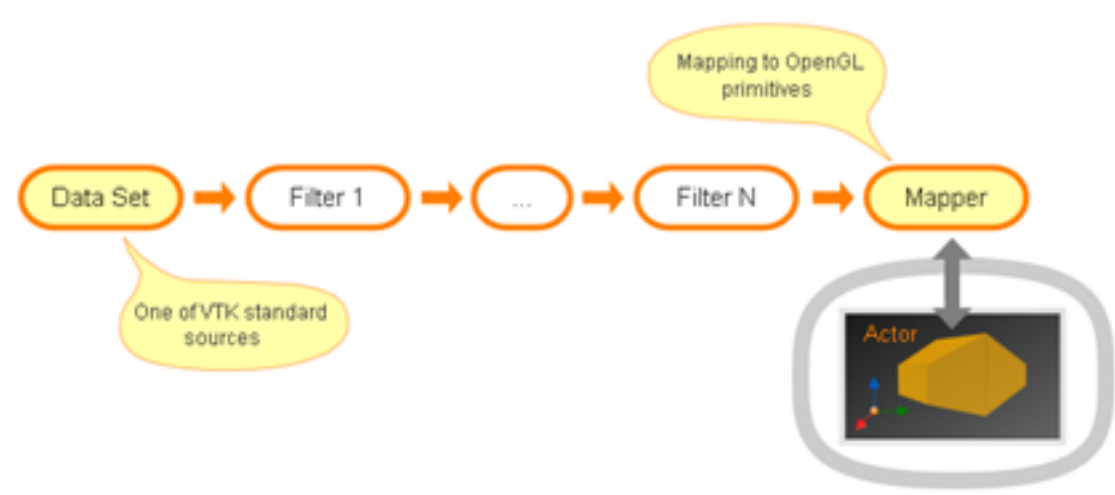 Mapping to OpenGL
primitives
Data Set
Filter 1
...
Filter N
Mapper
One of VTK standard
sources
Actor